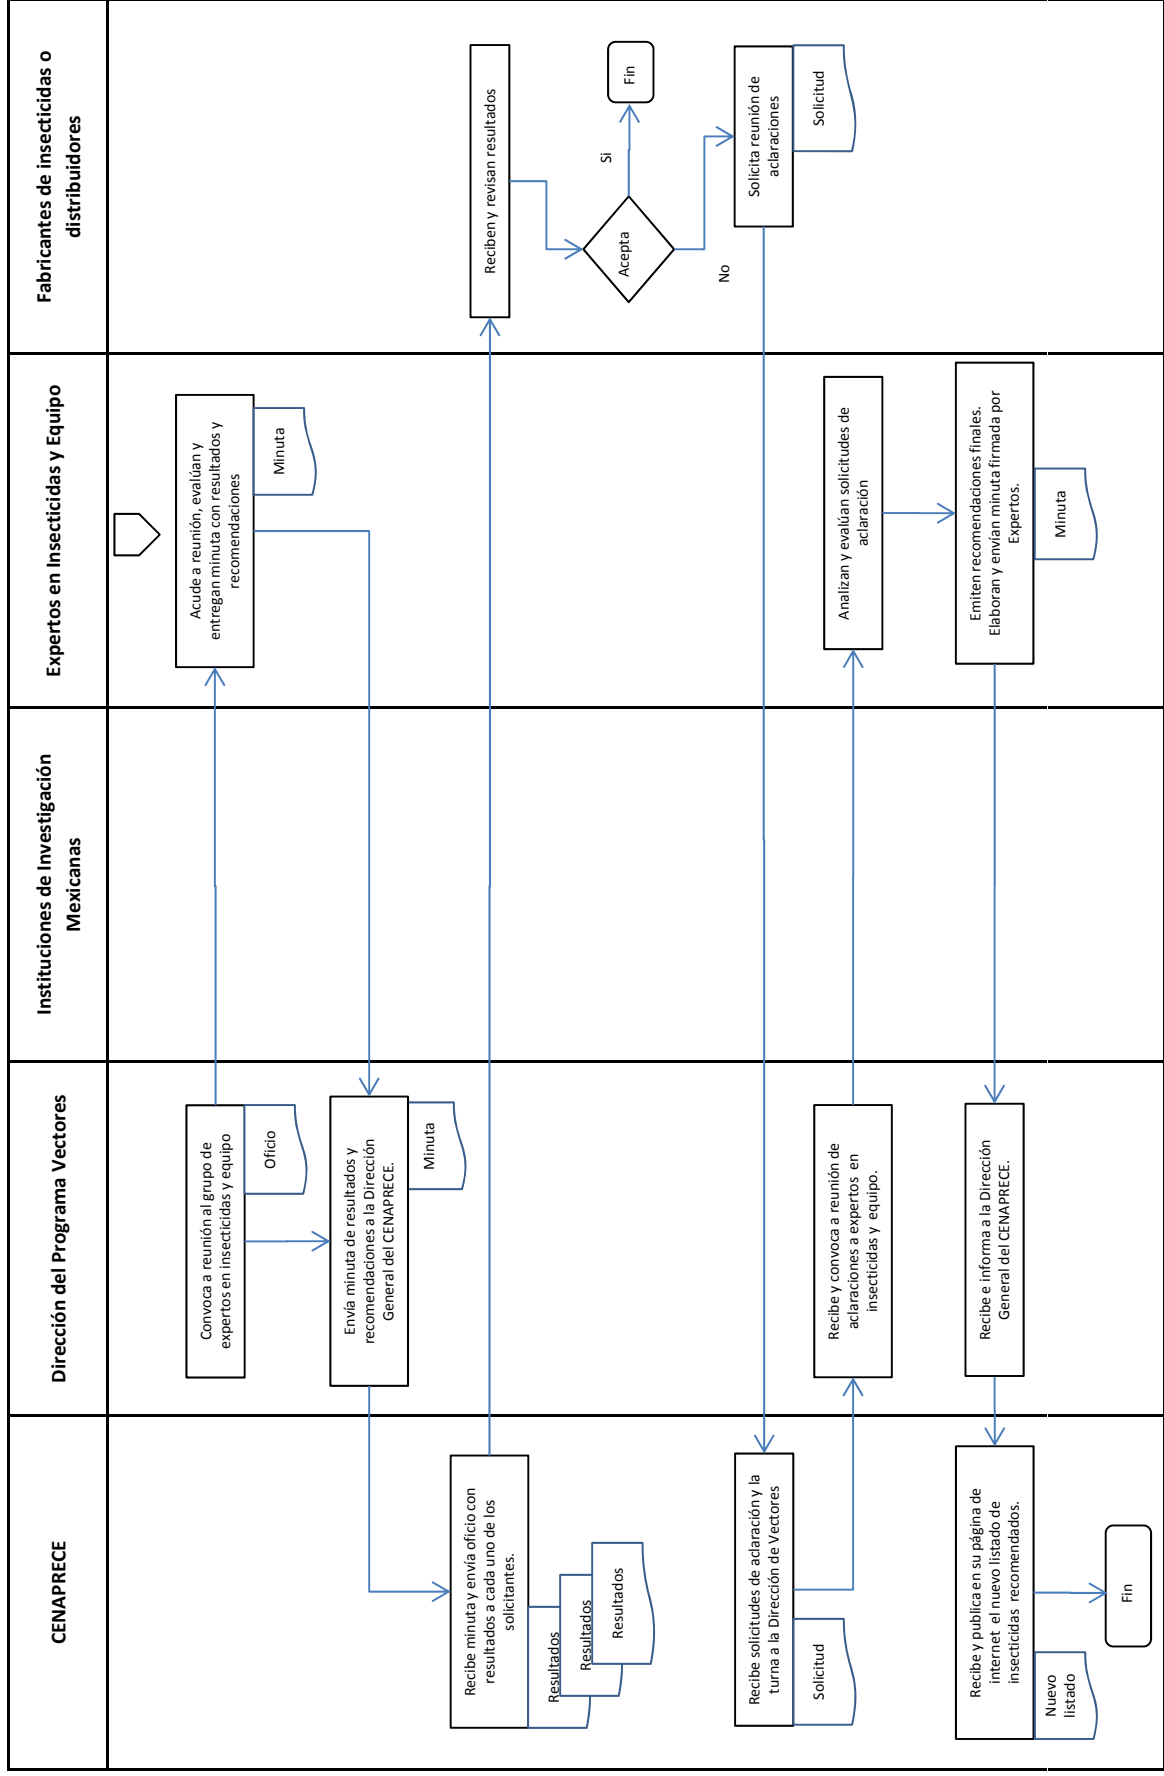 CENAPRECE
Dirección del Programa Vectores
Instituciones de Investigación
Mexicanas
Expertos en Insecticidas y Equipo
Fabricantes de insecticidas o
distribuidores
Convoca a reunión al grupo de
expertos en insecticidas y equipo
Oficio
Acude a reunión, evalúan y
entregan minuta con resultados y
recomendaciones
Minuta
Envía minuta de resultados y
recomendaciones a la Dirección
General del CENAPRECE.
Minuta
Recibe minuta y envía oficio con
resultados a cada uno de los
solicitantes.
Resultados
Resultados
Resultados
Reciben y revisan resultados
Acepta
Si
Fin
No
Solicita reunión de
aclaraciones
Solicitud
Recibe solicitudes de aclaración y la
turna a la Dirección de Vectores
Solicitud
Recibe y convoca a reunión de
aclaraciones a expertos en
insecticidas y equipo.
Analizan y evalúan solicitudes de
aclaración
Emiten recomendaciones finales.
Elaboran y envían minuta firmada por
Expertos.
Minuta
Recibe e informa a la Dirección
General del CENAPRECE.
Recibe y publica en su página de
internet el nuevo listado de
insecticidas recomendados.
Nuevo
listado
Fin